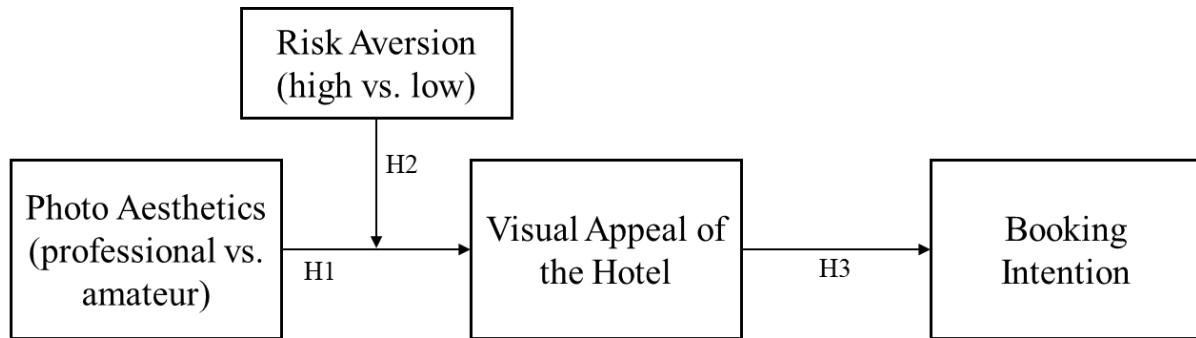 Risk Aversion
(high vs. low)
H2
Photo Aesthetics
(professional vs.
amateur)
H1
Visual Appeal of
the Hotel
H3
Booking
Intention